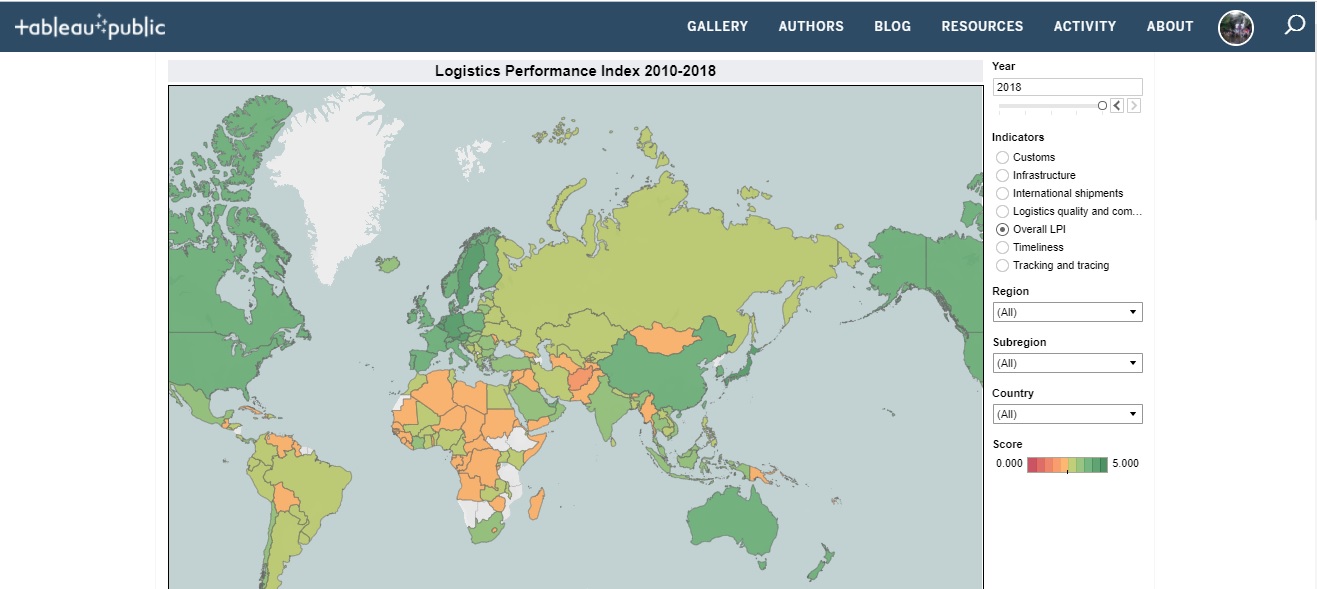 +ableau public
GALLERY AUTHORS BLOG RESOURCES ACTIVITY ABOUT
Logistics Performance Index 2010-2018
Year
2018
Indicators
Customs
Infrastructure
International shipments
Logistics quality and com...
Overall LPI
Timeliness
Tracking and tracing
Region
(All)
Subregion
(All)
Country
(All)
Score
0.000 5.000